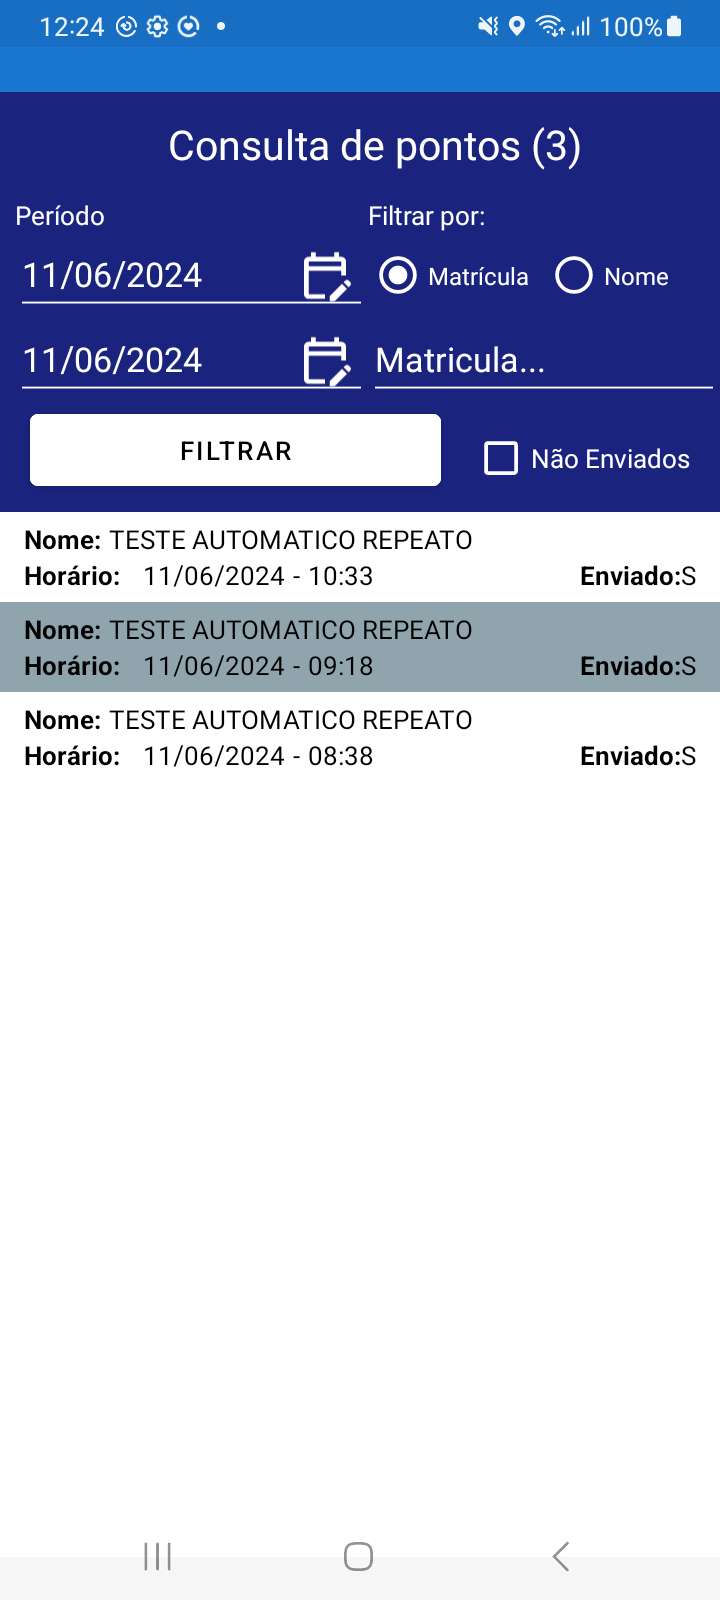 12:24 100%
Consulta de pontos (3)
Período Filtrar por:
11/06/2024 Matrícula Nome
11/06/2024 Matricula...
FILTRAR Não Enviados
Nome: TESTE AUTOMATICO REPEATO
Horário: 11/06/2024 - 10:33 Enviado:S
Nome: TESTE AUTOMATICO REPEATO
Horário: 11/06/2024 - 09:18 Enviado:S
Nome: TESTE AUTOMATICO REPEATO
Horário: 11/06/2024 - 08:38 Enviado:S